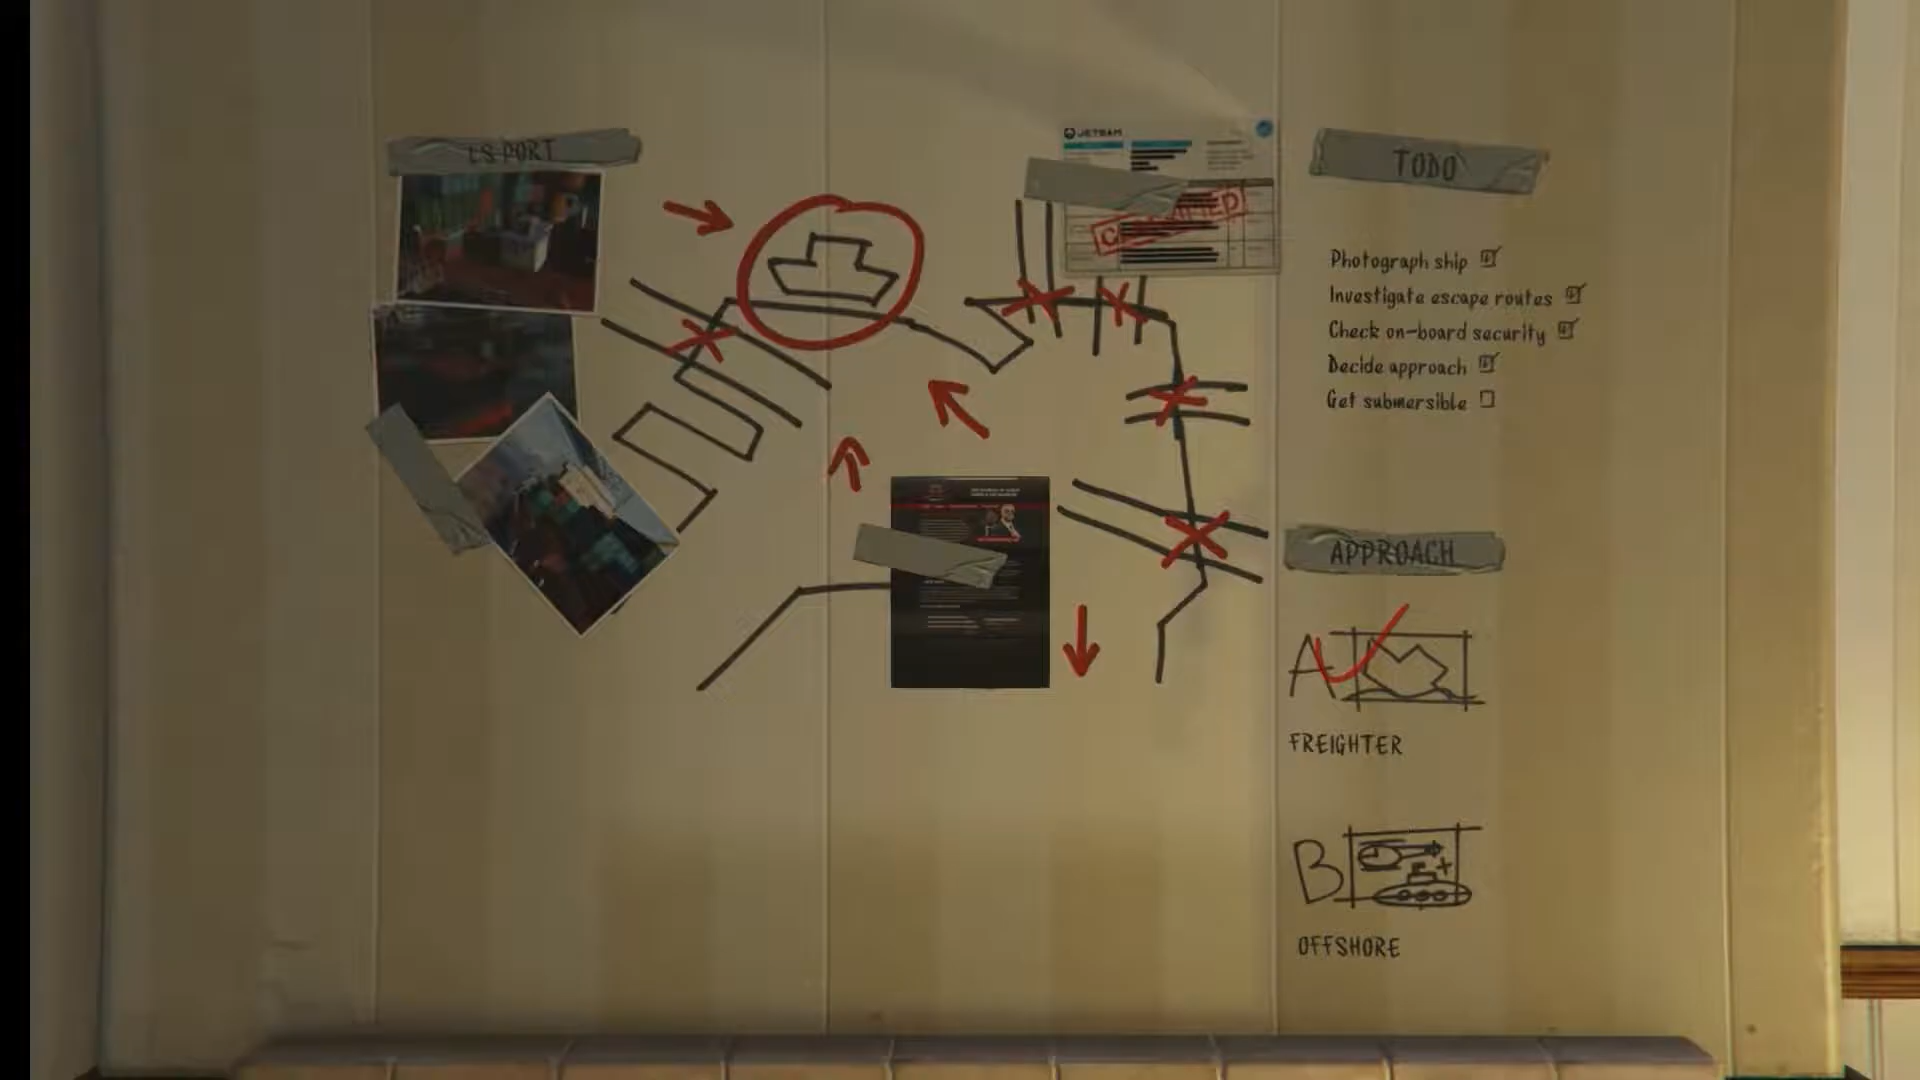 LS PORT
JETSAM
TODO
Photograph ship
Investigate escape routes
Check on-board security
Decide approach
Get submersible
APPROACH
A
FREIGHTER
B
OFFSHORE